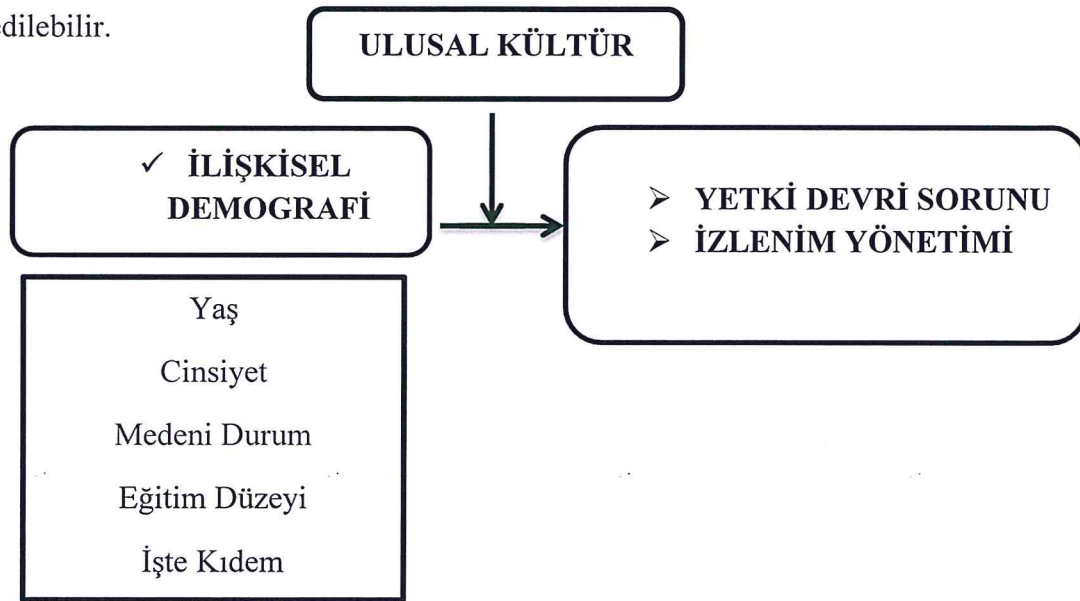 edilebilir.
ULUSAL KÜLTÜR
✓ İLİŞKİSEL
DEMOGRAFİ
➢ YETKİ DEVRİ SORUNU
➢ İZLENİM YÖNETİMİ
Yaş
Cinsiyet
Medeni Durum
Eğitim Düzeyi
İşte Kıdem